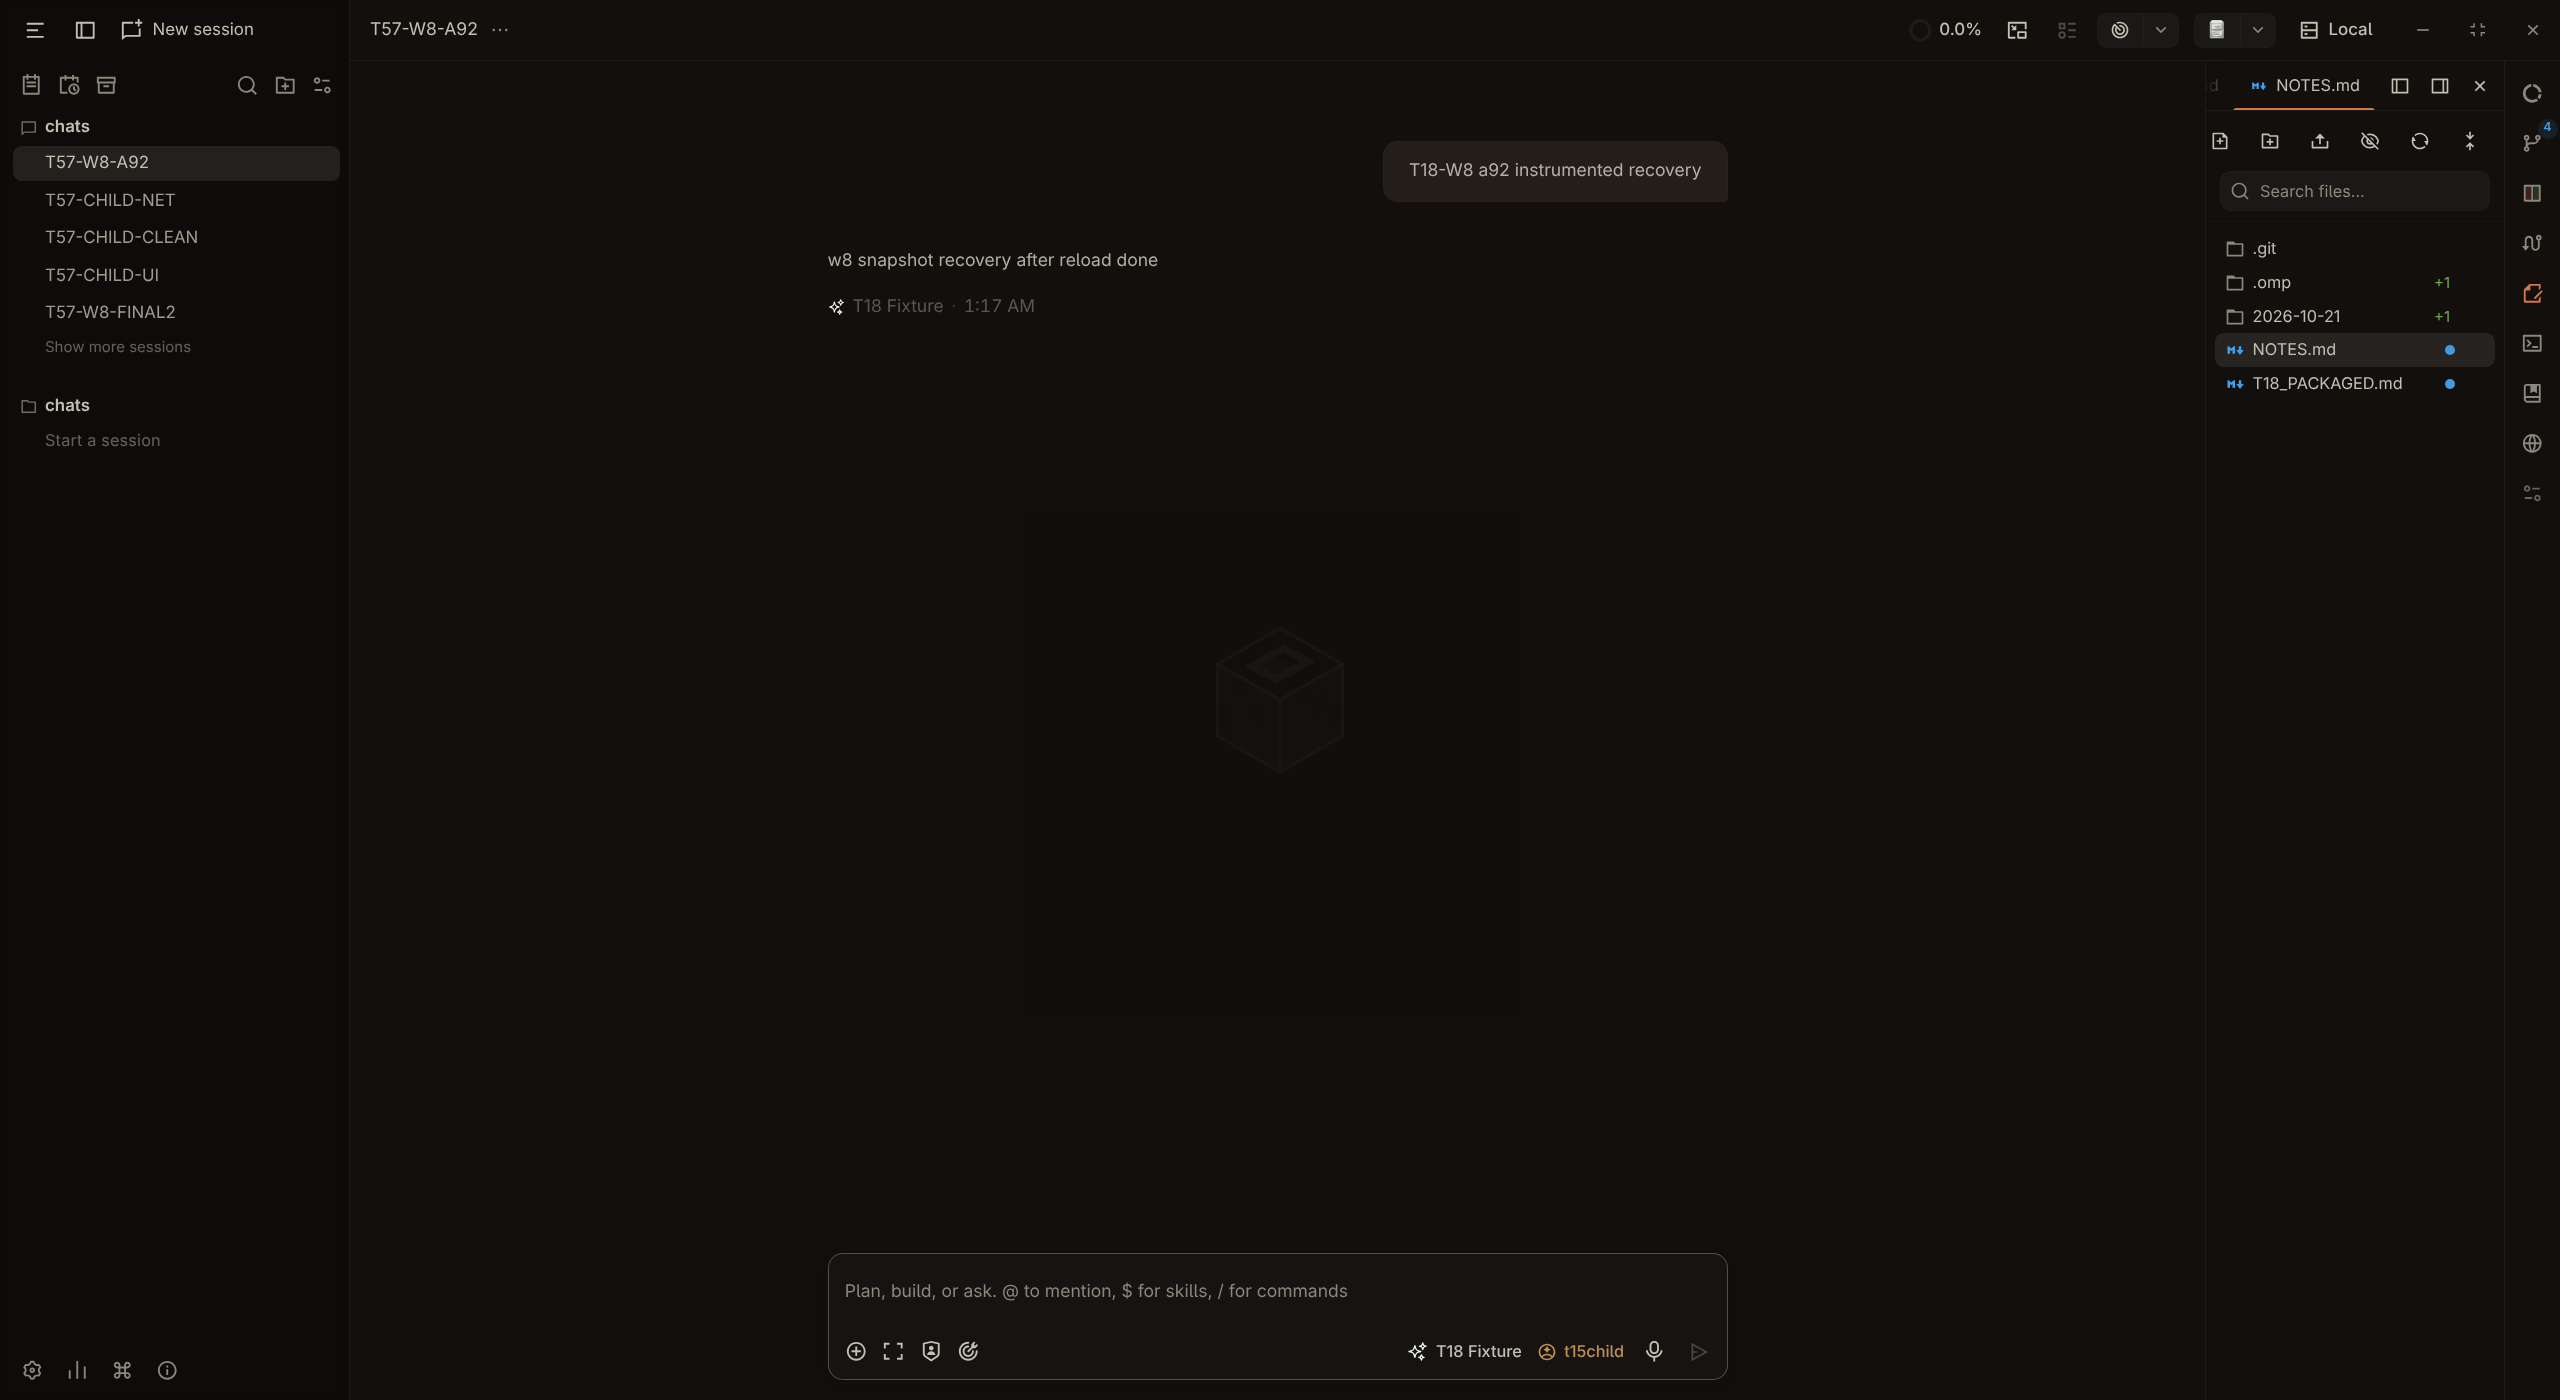 New session
T57-W8-A92 ···
0.0%
Local
chats
T57-W8-A92
T57-CHILD-NET
T57-CHILD-CLEAN
T57-CHILD-UI
T57-W8-FINAL2
Show more sessions
chats
Start a session
T18-W8 a92 instrumented recovery
w8 snapshot recovery after reload done
T18 Fixture · 1:17 AM
Plan, build, or ask. @ to mention, $ for skills, / for commands
T18 Fixture
t15child
d
NOTES.md
Search files...
.git
.omp +1
2026-10-21 +1
NOTES.md
T18_PACKAGED.md
4